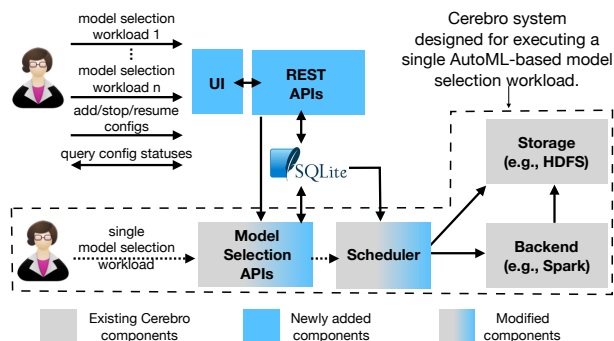 model selection
workload 1
model selection
workload n
add/stop/resume
configs
query config statuses
UI
REST
APIs
SQLite
Cerebro system
designed for executing a
single AutoML-based model
selection workload.
Storage
(e.g., HDFS)
single
model selection
workload
Model
Selection
APIs
Scheduler
Backend
(e.g., Spark)
Existing Cerebro
components
Newly added
components
Modified
components